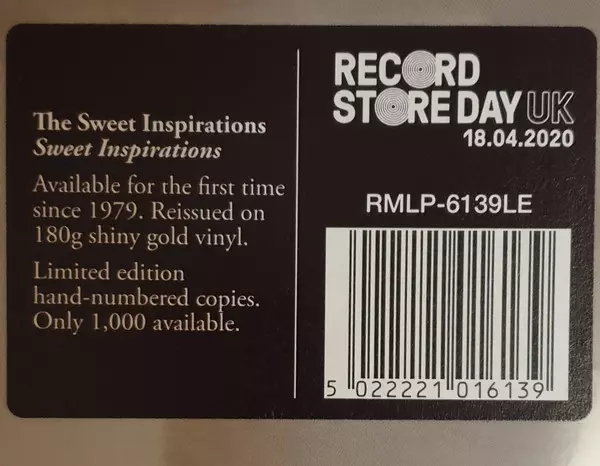 The Sweet Inspirations
Sweet Inspirations
Available for the first time
since 1979. Reissued on
180g shiny gold vinyl.
Limited edition
hand-numbered copies.
Only 1,000 available.
RECORD
STORE DAY UK
18.04.2020
RMLP-6139LE
5 022221 016139